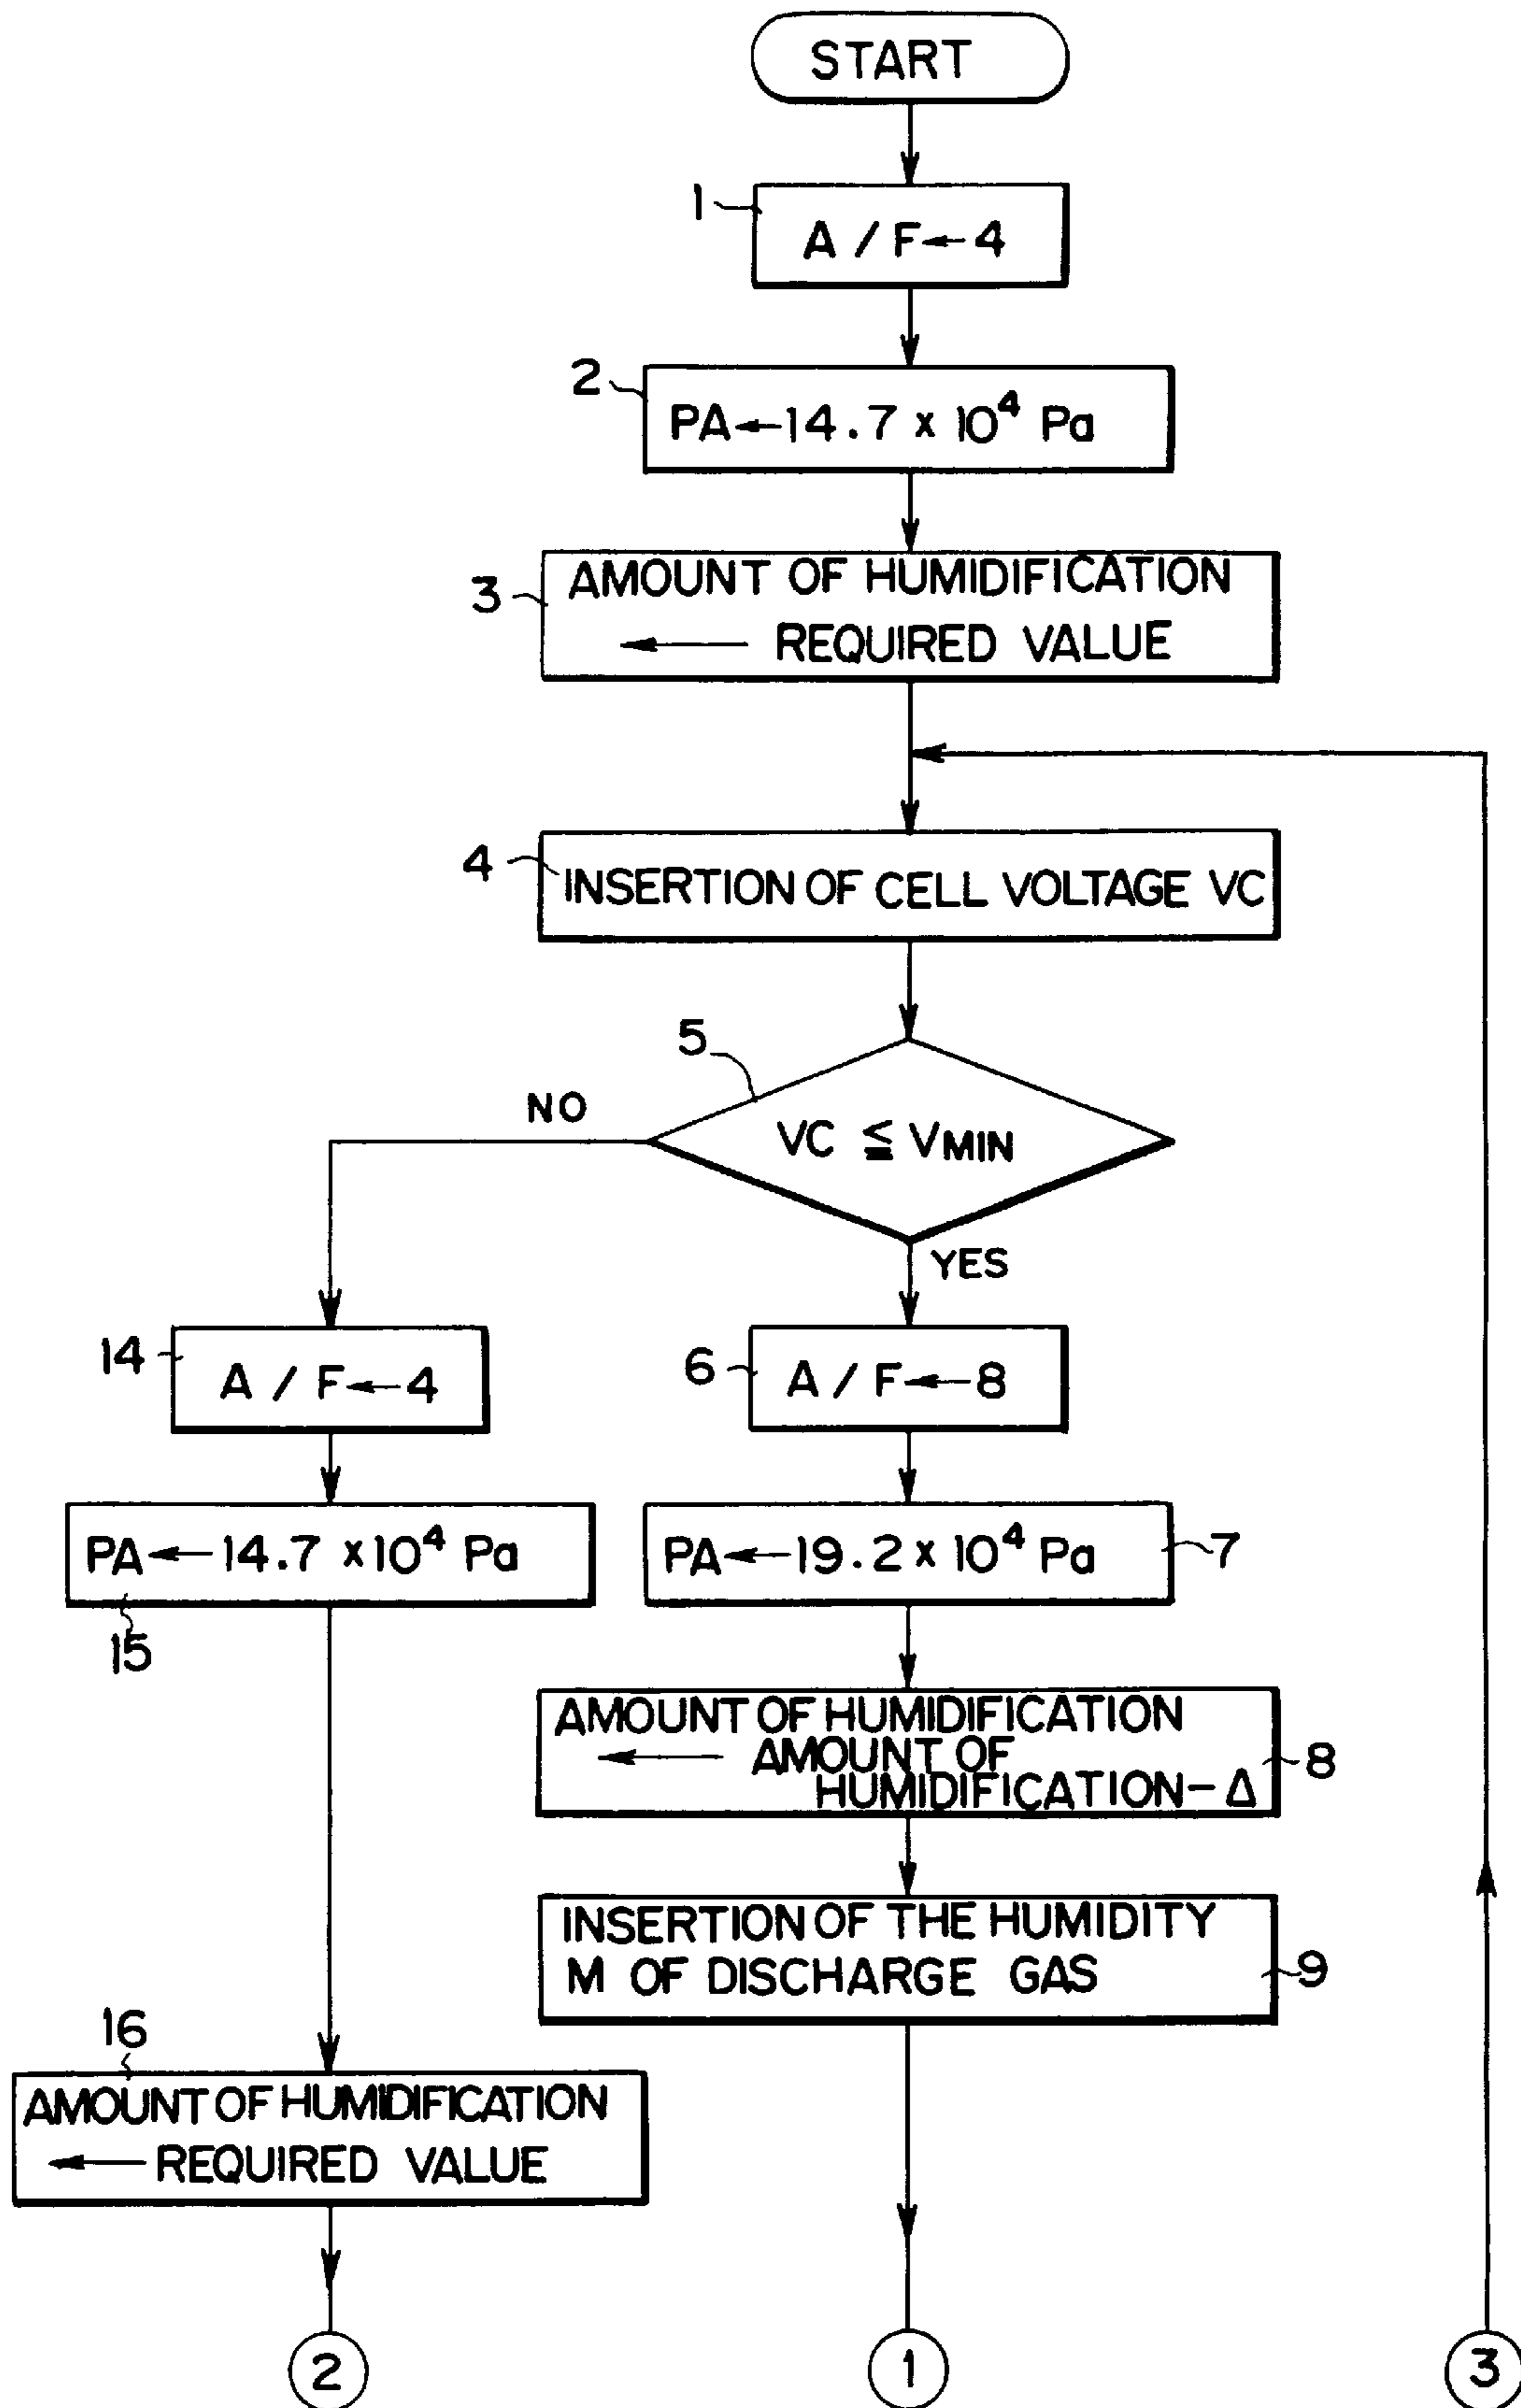 START
1
A / F ← 4
2
PA ← 14.7 x 10⁴ Pa
3
AMOUNT OF HUMIDIFICATION
← REQUIRED VALUE
4
INSERTION OF CELL VOLTAGE VC
5
NO
VC ≦ VMIN
YES
14
A / F ← 4
6
A / F ← 8
PA ← 14.7 x 10⁴ Pa
15
PA ← 19.2 x 10⁴ Pa
7
AMOUNT OF HUMIDIFICATION
← AMOUNT OF
HUMIDIFICATION - Δ
8
INSERTION OF THE HUMIDITY
M OF DISCHARGE GAS
9
16
AMOUNT OF HUMIDIFICATION
← REQUIRED VALUE
2
1
3